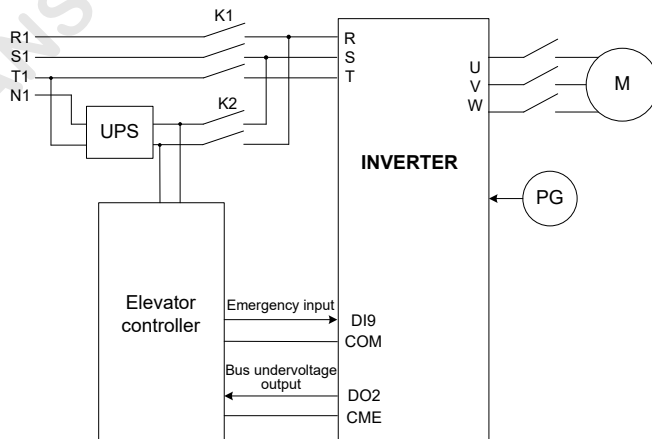 K1
R1
S1
T1
N1
R
S
T
K2
UPS
U
V
W
M
INVERTER
PG
Elevator
controller
Emergency input
DI9
COM
Bus undervoltage
output
DO2
CME